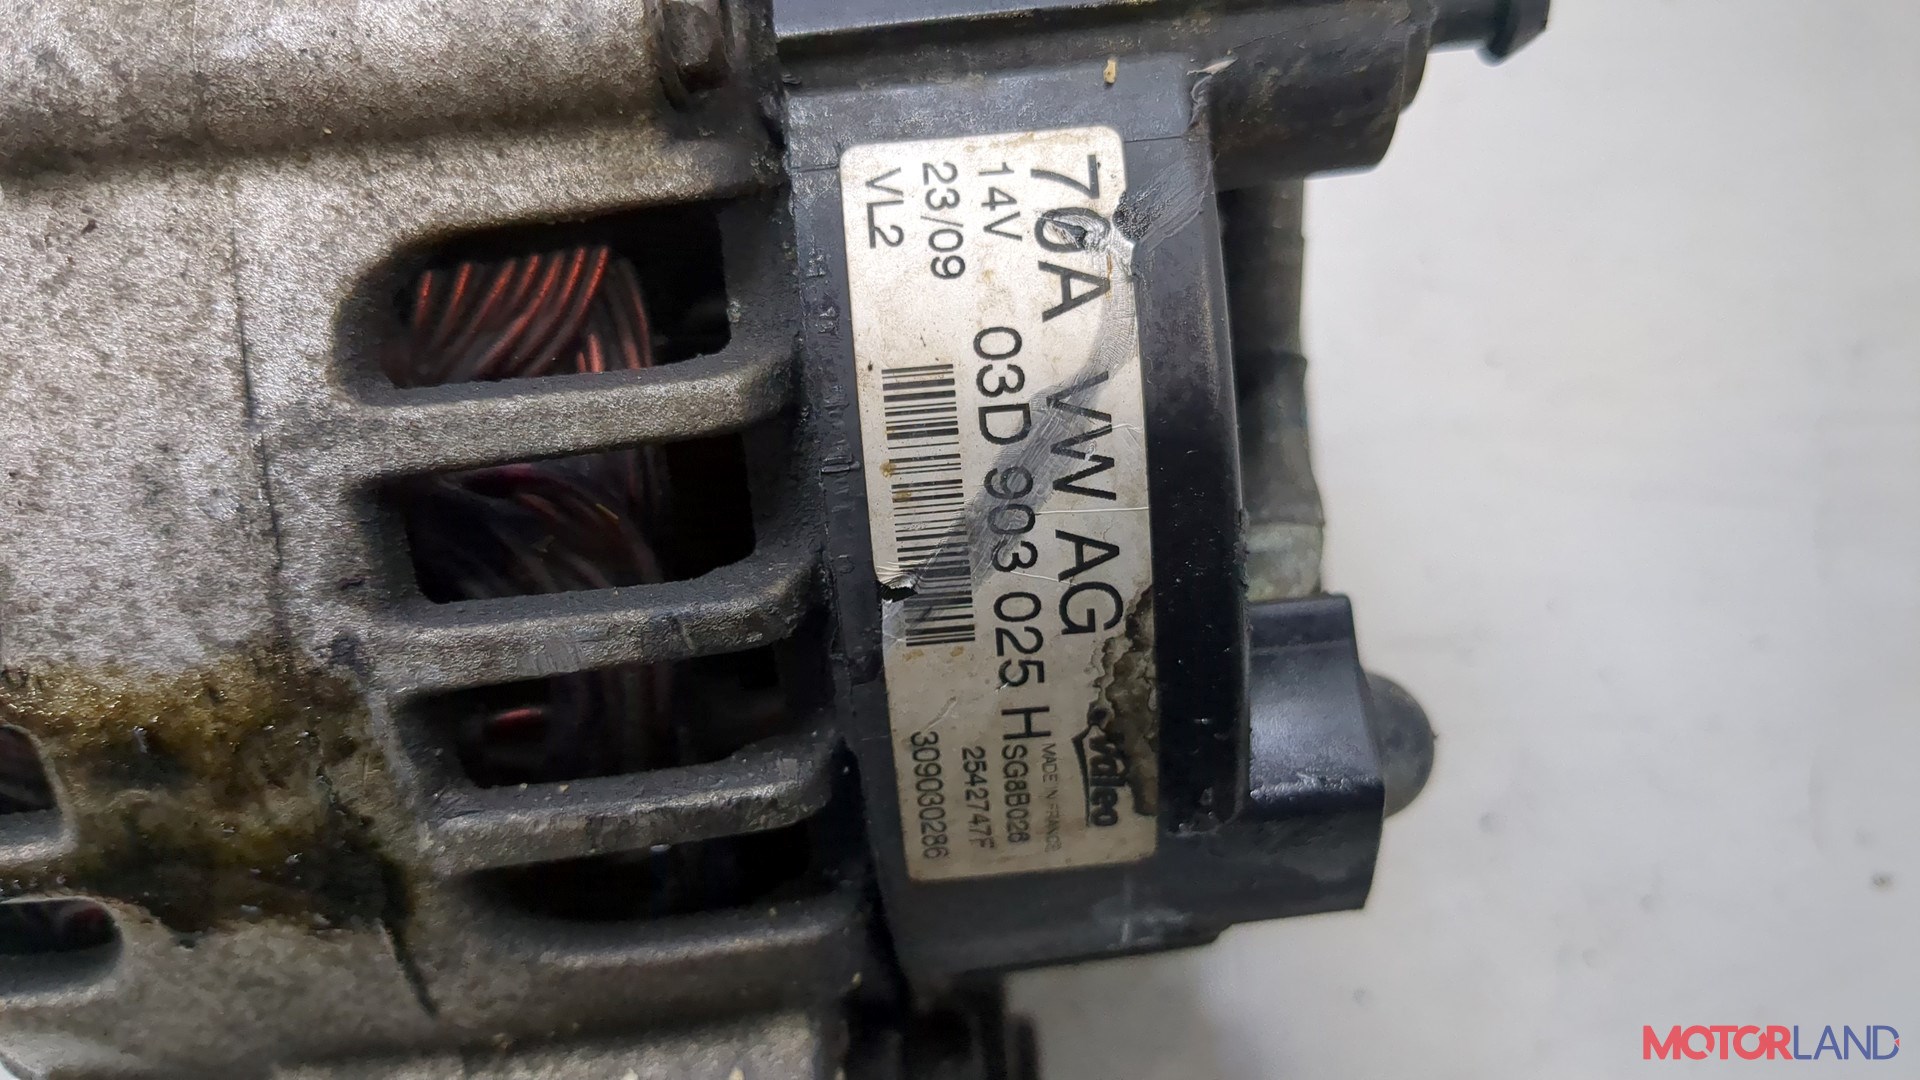 70A VW AG Valeo
MADE IN FRANCE
14V 03D 903 025 H SG8B026
23/09 2542747F
VL2 309030286
MOTORLAND